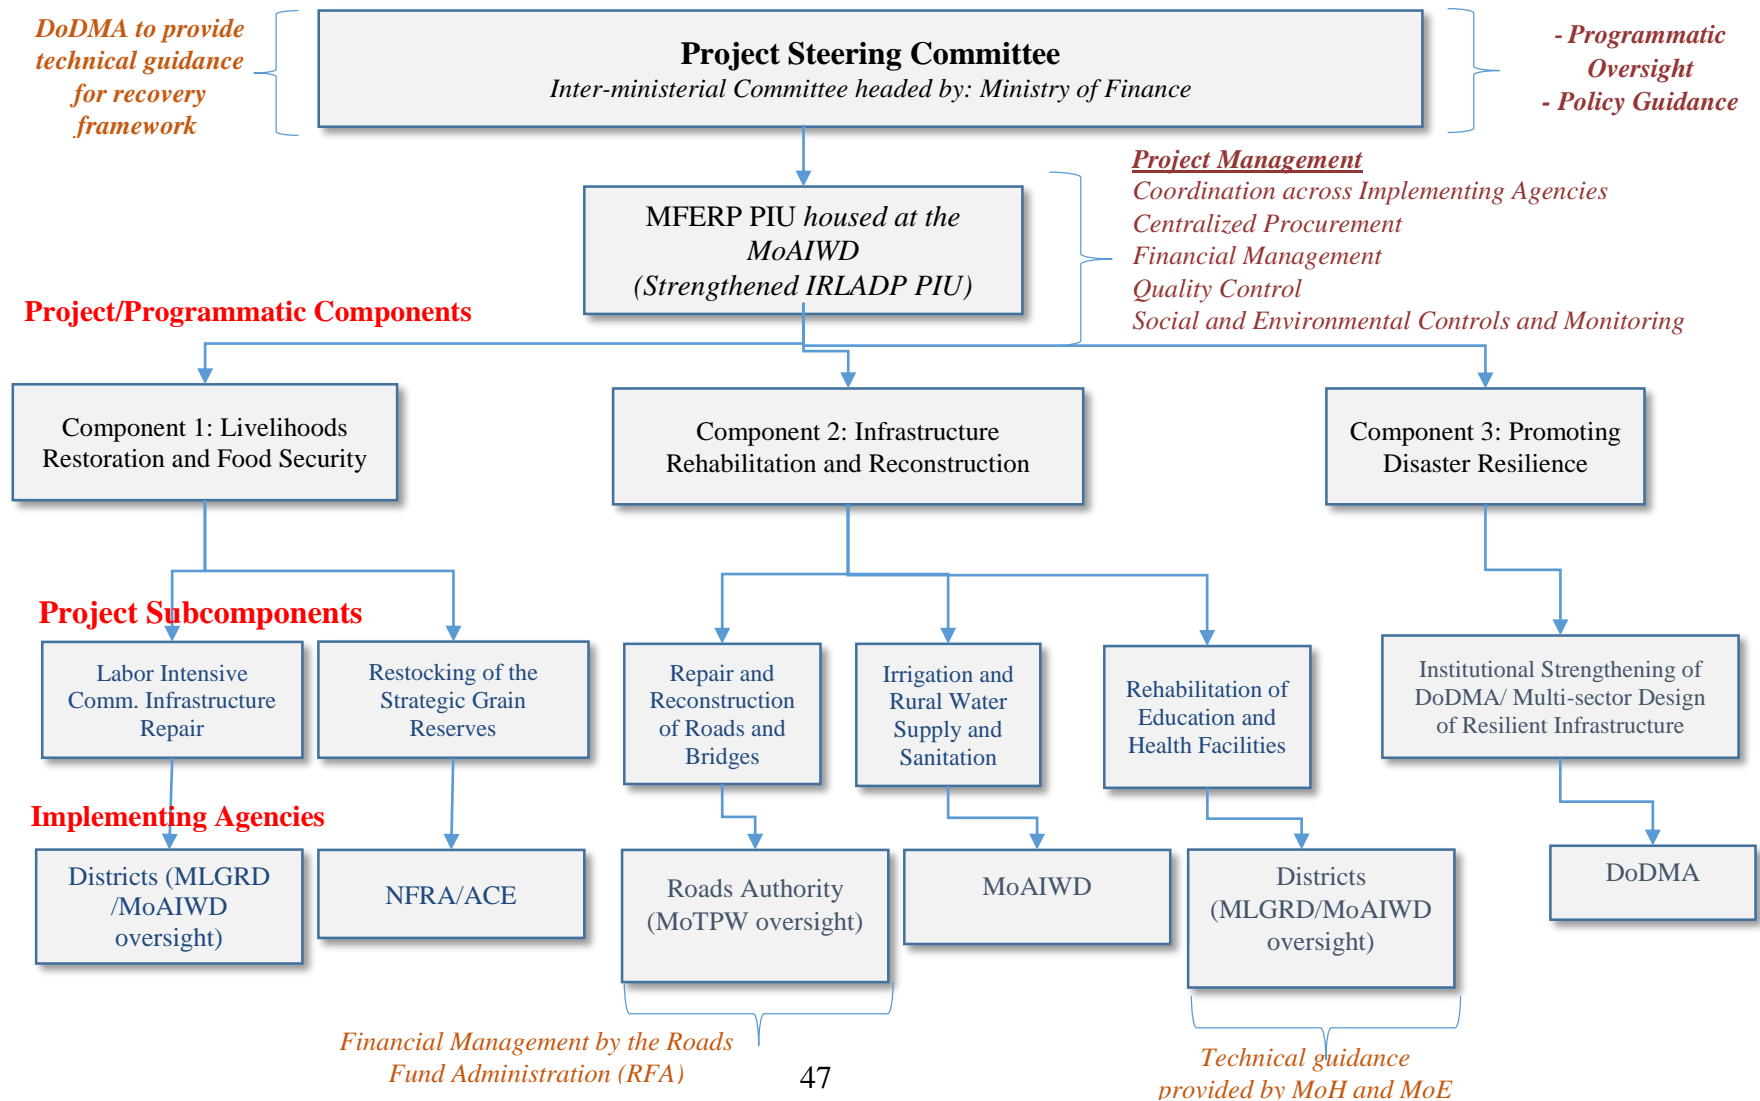 DoDMA to provide
technical guidance
for recovery
framework
Project Steering Committee
Inter-ministerial Committee headed by: Ministry of Finance
- Programmatic
Oversight
- Policy Guidance
MFERP PIU housed at the
MoAIWD
(Strengthened IRLADP PIU)
Project Management
Coordination across Implementing Agencies
Centralized Procurement
Financial Management
Quality Control
Social and Environmental Controls and Monitoring
Project/Programmatic Components
Component 1: Livelihoods
Restoration and Food Security
Component 2: Infrastructure
Rehabilitation and Reconstruction
Component 3: Promoting
Disaster Resilience
Project Subcomponents
Labor Intensive
Comm. Infrastructure
Repair
Restocking of the
Strategic Grain
Reserves
Repair and
Reconstruction
of Roads and
Bridges
Irrigation and
Rural Water
Supply and
Sanitation
Rehabilitation of
Education and
Health Facilities
Institutional Strengthening of
DoDMA/ Multi-sector Design
of Resilient Infrastructure
Implementing Agencies
Districts (MLGRD
/MoAIWD
oversight)
NFRA/ACE
Roads Authority
(MoTPW oversight)
MoAIWD
Districts
(MLGRD/MoAIWD
oversight)
DoDMA
Financial Management by the Roads
Fund Administration (RFA)
Technical guidance
provided by MoH and MoE
47